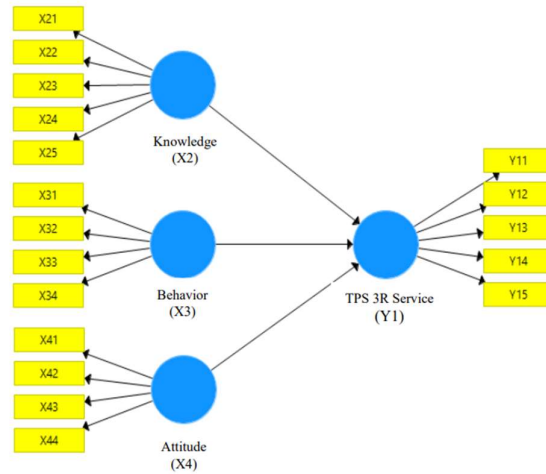 X21
X22
X23
X24
X25
Knowledge
(X2)
X31
X32
X33
X34
Behavior
(X3)
X41
X42
X43
X44
Attitude
(X4)
TPS 3R Service
(Y1)
Y11
Y12
Y13
Y14
Y15